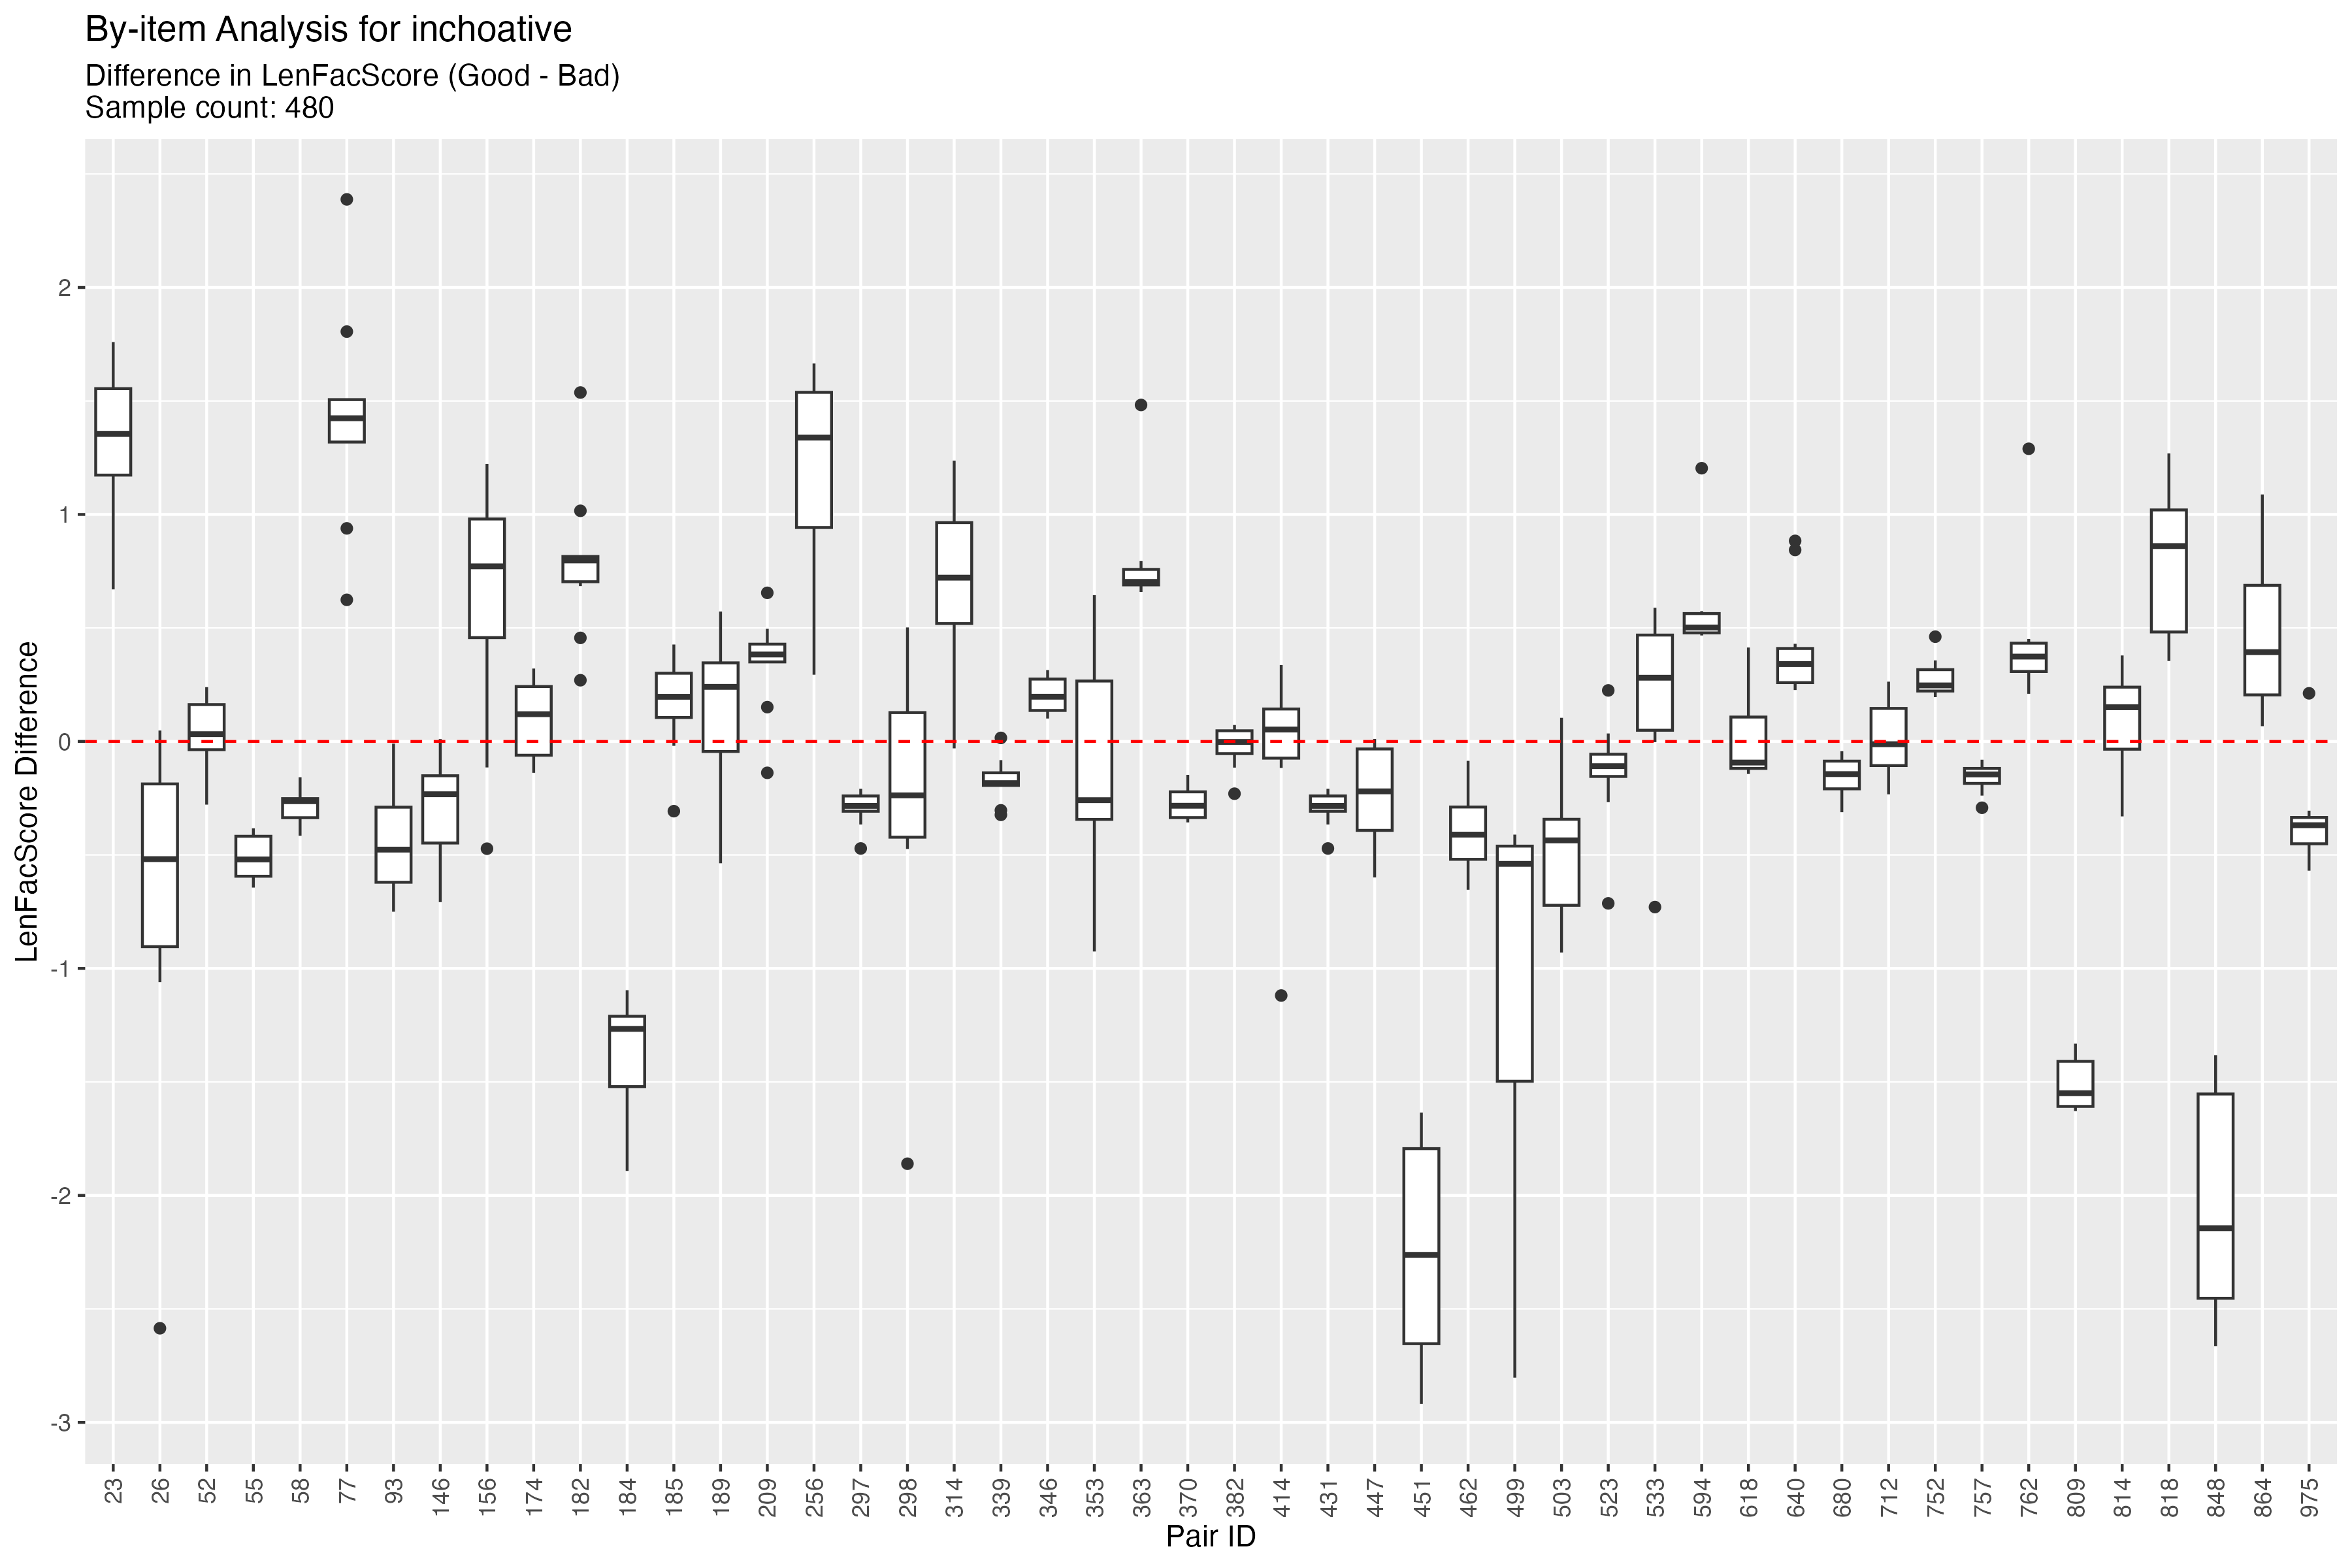 By-item Analysis for inchoative
Difference in LenFacScore (Good - Bad)
Sample count: 480
LenFacScore Difference
2
1
0
-1
-2
-3
23 26 52 55 58 77 93 146 156 174 182 184 185 189 209 256 297 298 314 339 346 353 363 370 382 414 431 447 451 462 499 503 523 533 594 618 640 680 712 752 757 762 809 814 818 848 864 975
Pair ID